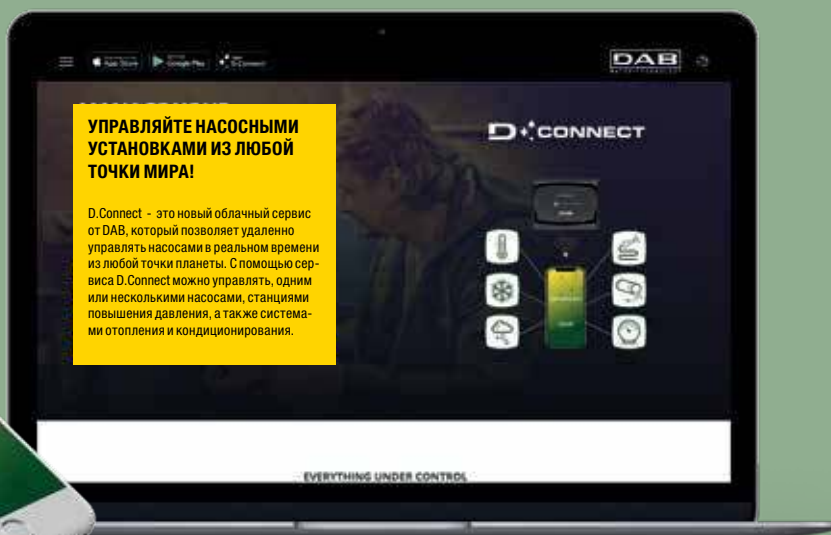 App Store
Google Play
DAB
D CONNECT
УПРАВЛЯЙТЕ НАСОСНЫМИ
УСТАНОВКАМИ ИЗ ЛЮБОЙ
ТОЧКИ МИРА!
D.Connect - это новый облачный сервис
от DAB, который позволяет удаленно
управлять насосами в реальном времени
из любой точки планеты. С помощью сер-
виса D.Connect можно управлять, одним
или несколькими насосами, станциями
повышения давления, а также система-
ми отопления и кондиционирования.
EVERYTHING UNDER CONTROL